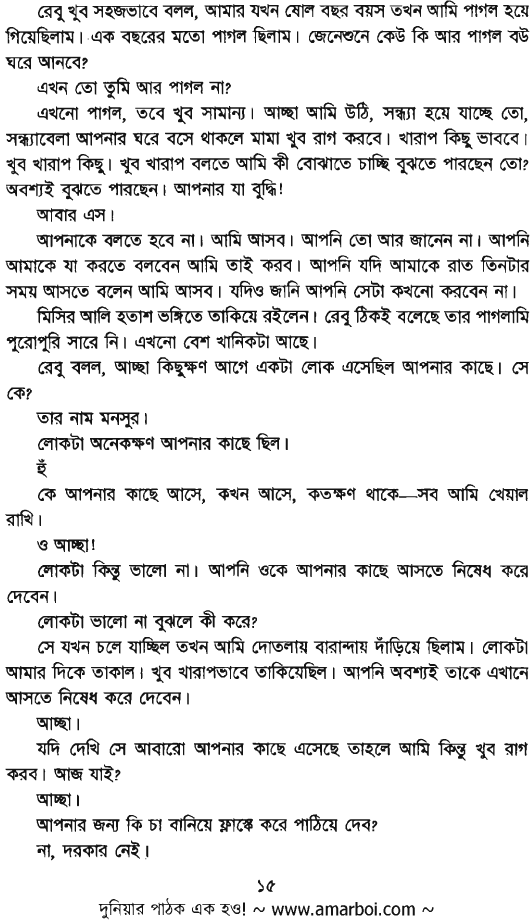 রেবু খুব সহজভাবে বলল, আমার যখন ষোল বছর বয়স তখন আমি পাগল হয়ে
গিয়েছিলাম। এক বছরের মতো পাগল ছিলাম। জেনেশুনে কেউ কি আর পাগল বউ
ঘরে আনবে?
এখন তো তুমি আর পাগল না?
এখনো পাগল, তবে খুব সামান্য। আচ্ছা আমি উঠি, সন্ধ্যা হয়ে যাচ্ছে তো,
সন্ধ্যাবেলা আপনার ঘরে বসে থাকলে মামা খুব রাগ করবে। খারাপ কিছু ভাববে।
খুব খারাপ কিছু। খুব খারাপ বলতে আমি কী বোঝাতে চাচ্ছি বুঝতে পারছেন তো?
অবশ্যই বুঝতে পারছেন। আপনার যা বুদ্ধি!
আবার এস।
আপনাকে বলতে হবে না। আমি আসব। আপনি তো আর জানেন না। আপনি
আমাকে যা করতে বলবেন আমি তাই করব। আপনি যদি আমাকে রাত তিনটার
সময় আসতে বলেন আমি আসব। যদিও জানি আপনি সেটা কখনো করবেন না।
মিসির আলি হতাশ ভঙ্গিতে তাকিয়ে রইলেন। রেবু ঠিকই বলেছে তার পাগলামি
পুরোপুরি সারে নি। এখনো বেশ খানিকটা আছে।
রেবু বলল, আচ্ছা কিছুক্ষণ আগে একটা লোক এসেছিল আপনার কাছে। সে
কে?
তার নাম মনসুর।
লোকটা অনেকক্ষণ আপনার কাছে ছিল।
হুঁ
কে আপনার কাছে আসে, কখন আসে, কতক্ষণ থাকে—সব আমি খেয়াল
রাখি।
ও আচ্ছা!
লোকটা কিন্তু ভালো না। আপনি ওকে আপনার কাছে আসতে নিষেধ করে
দেবেন।
লোকটা ভালো না বুঝলে কী করে?
সে যখন চলে যাচ্ছিল তখন আমি দোতলায় বারান্দায় দাঁড়িয়ে ছিলাম। লোকটা
আমার দিকে তাকাল। খুব খারাপভাবে তাকিয়েছিল। আপনি অবশ্যই তাকে এখানে
আসতে নিষেধ করে দেবেন।
আচ্ছা।
যদি দেখি সে আবারো আপনার কাছে এসেছে তাহলে আমি কিন্তু খুব রাগ
করব। আজ যাই?
আচ্ছা।
আপনার জন্য কি চা বানিয়ে ফ্লাস্কে করে পাঠিয়ে দেব?
না, দরকার নেই।
১৫
দুনিয়ার পাঠক এক হও! ~ www.amarboi.com ~